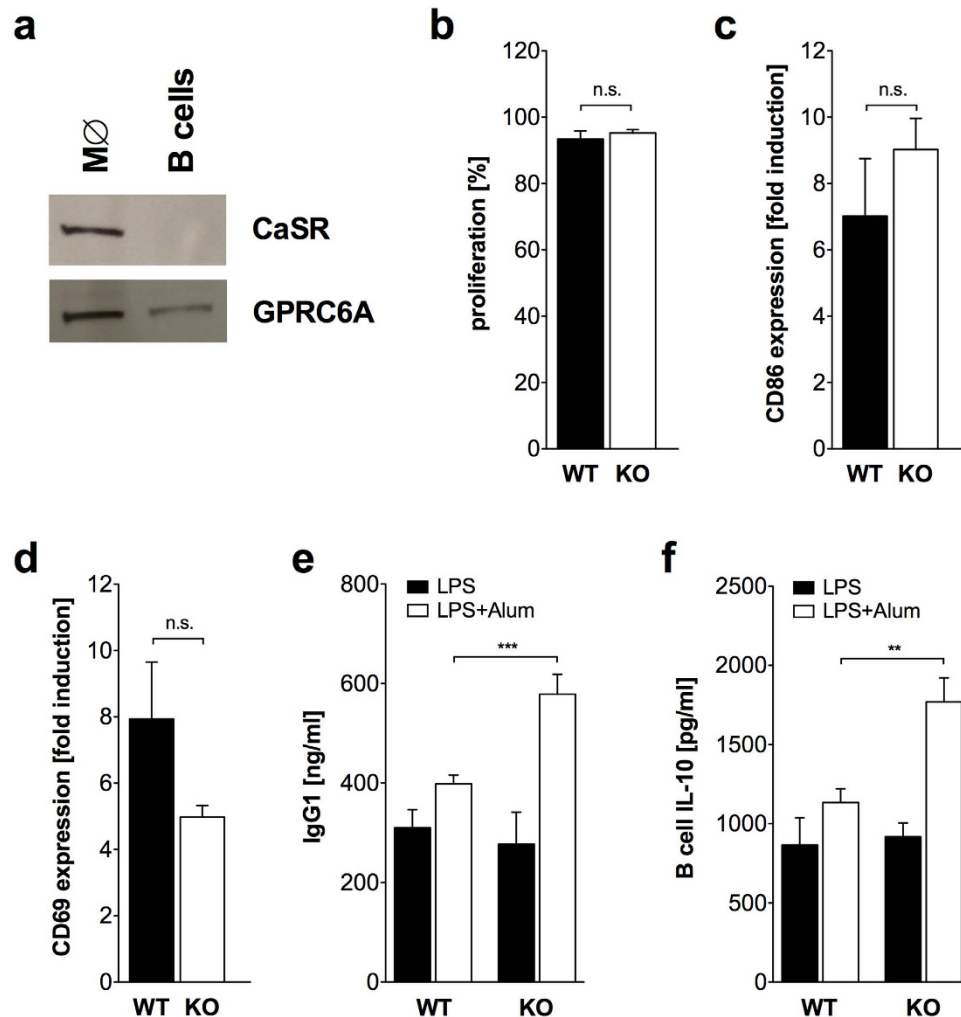 a
MØ
B cells
CaSR
GPRC6A
b
120
100
80
60
40
20
0
proliferation [%]
n.s.
WT KO
c
12
10
8
6
4
2
0
CD86 expression [fold induction]
n.s.
WT KO
d
12
10
8
6
4
2
0
CD69 expression [fold induction]
n.s.
WT KO
e
LPS
LPS+Alum
800
600
400
200
0
IgG1 [ng/ml]
***
WT KO
f
LPS
LPS+Alum
2500
2000
1500
1000
500
0
B cell IL-10 [pg/ml]
**
WT KO